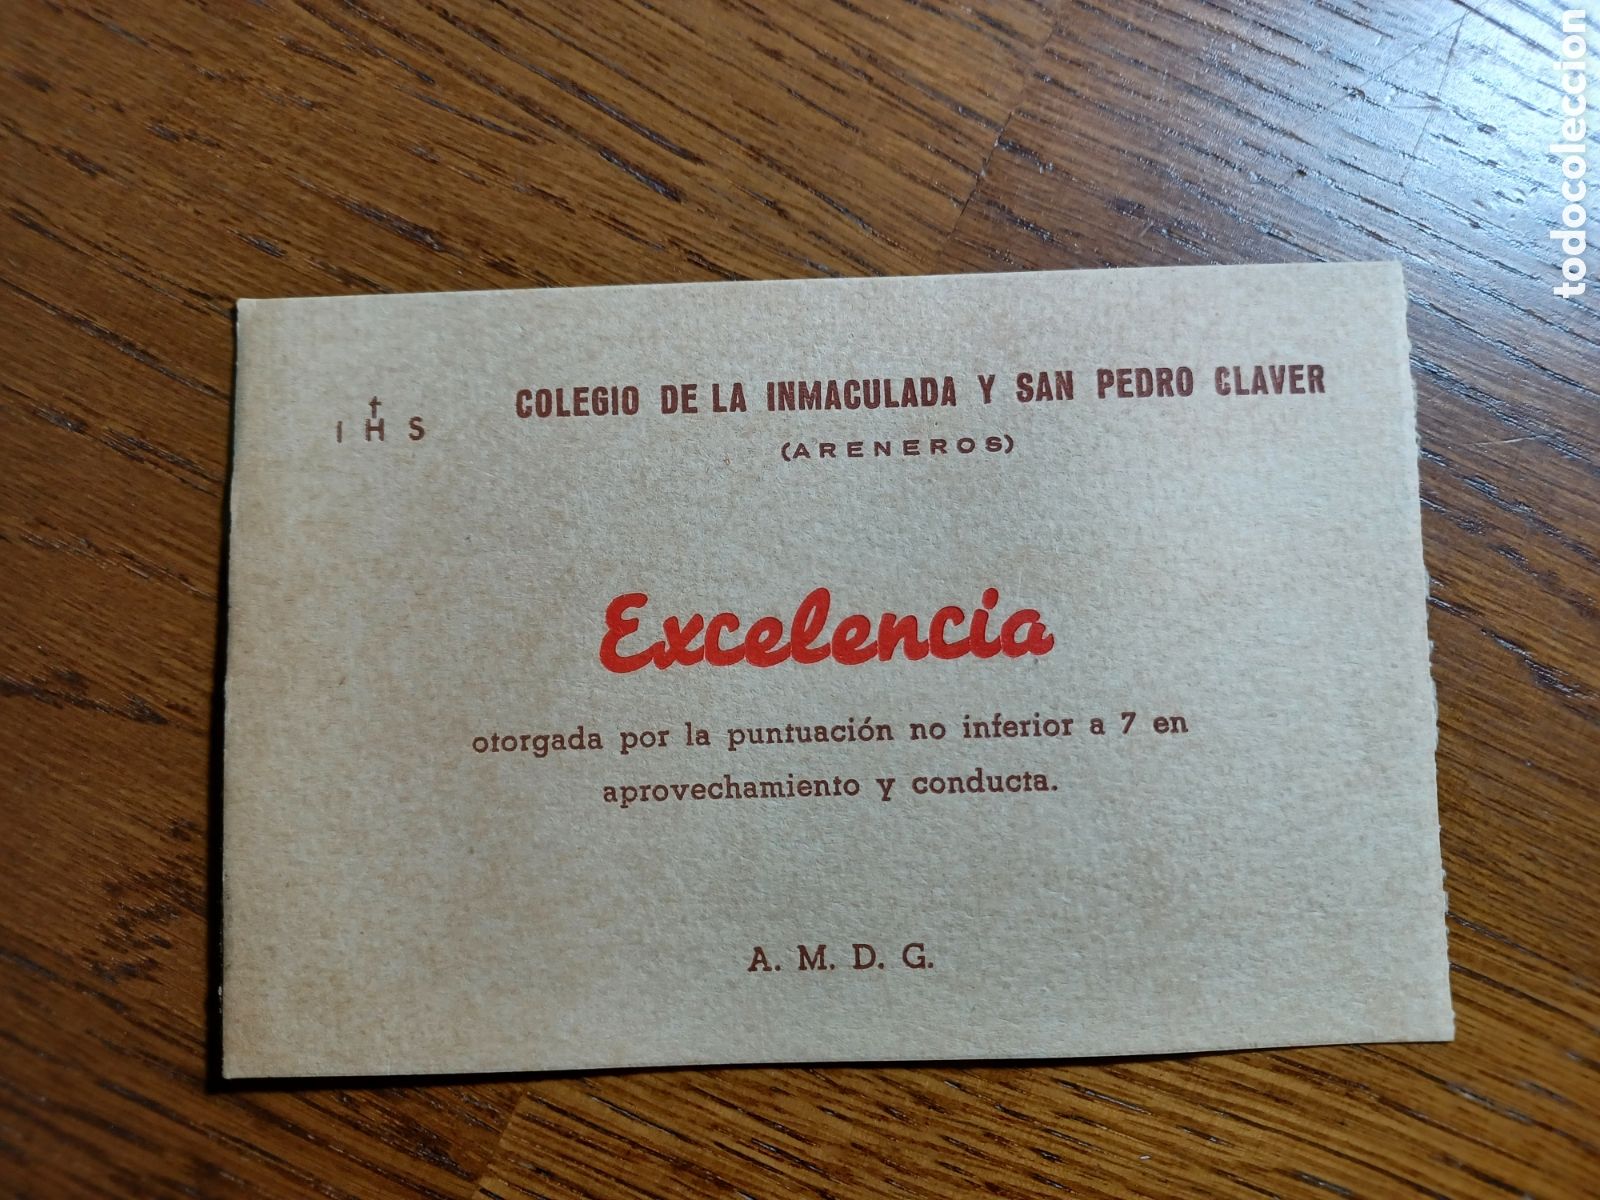 †
I H S
COLEGIO DE LA INMACULADA Y SAN PEDRO CLAVER
(ARENEROS)
Excelencia
otorgada por la puntuación no inferior a 7 en
aprovechamiento y conducta.
A. M. D. G.
todocoleccion